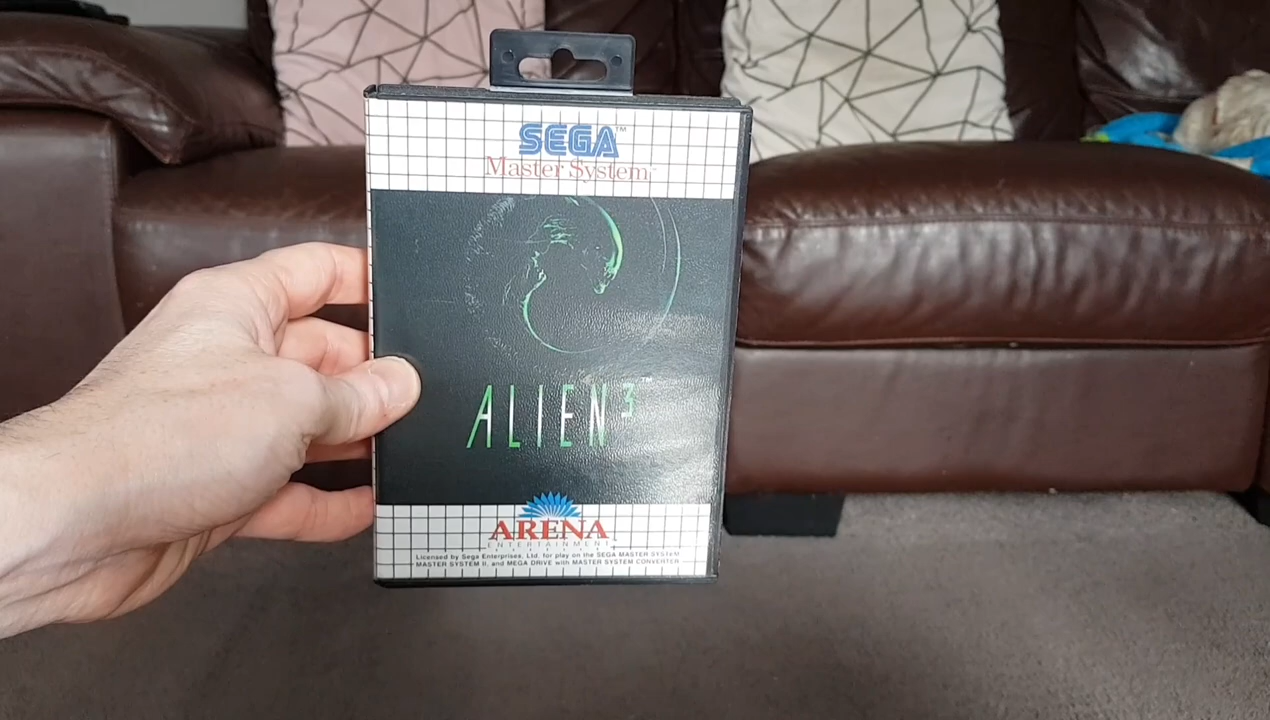 SEGA™
Master System
ALIEN³
ARENA
ENTERTAINMENT
Licensed by Sega Enterprises, Ltd. for play on the SEGA MASTER SYSTEM
MASTER SYSTEM II, and MEGA DRIVE with MASTER SYSTEM CONVERTER